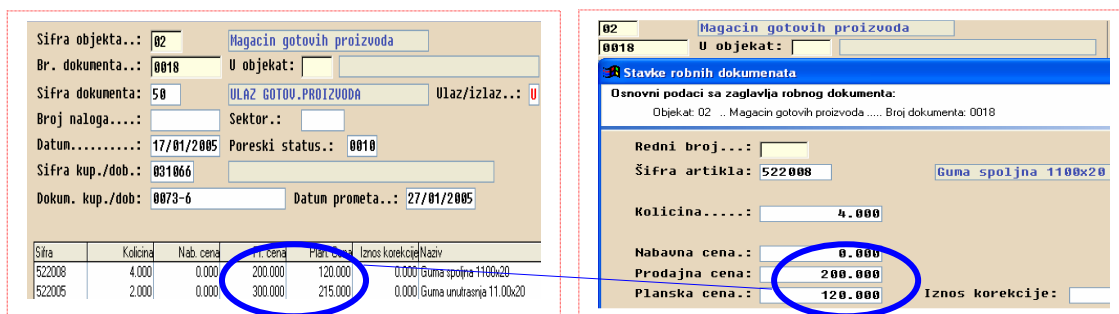 Sifra objekta..: 02 Magacin gotovih proizvoda
Br. dokumenta..: 0018 U objekat:
Sifra dokumenta: 50 ULAZ GOTOV.PROIZVODA Ulaz/izlaz..: U
Broj naloga....: Sektor.:
Datum..........: 17/01/2005 Poreski status.: 0010
Sifra kup./dob.: 031066
Dokum. kup./dob: 0073-6 Datum prometa..: 27/01/2005
Sifra Kolicina Nab. cena Pr. cena Plan. Cena Iznos korekcije Naziv
522008 4.000 0.000 200.000 120.000 0.000 Guma spoljna 1100x20
522005 2.000 0.000 300.000 215.000 0.000 Guma unutrasnja 11.00x20
02 Magacin gotovih proizvoda
0018 U objekat:
Stavke robnih dokumenata
Osnovni podaci sa zaglavlja robnog dokumenta:
Objekat: 02 .. Magacin gotovih proizvoda ..... Broj dokumenta: 0018
Redni broj...:
Šifra artikla: 522008 Guma spoljna 1100x20
Kolicina.....: 4.000
Nabavna cena.: 0.000
Prodajna cena: 200.000
Planska cena.: 120.000 Iznos korekcije: